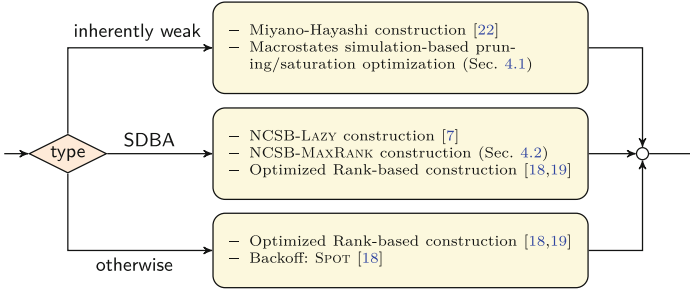 inherently weak
– Miyano-Hayashi construction [22]
– Macrostates simulation-based prun-
ing/saturation optimization (Sec. 4.1)
type
SDBA
– NCSB-LAZY construction [7]
– NCSB-MAXRANK construction (Sec. 4.2)
– Optimized Rank-based construction [18,19]
otherwise
– Optimized Rank-based construction [18,19]
– Backoff: SPOT [18]